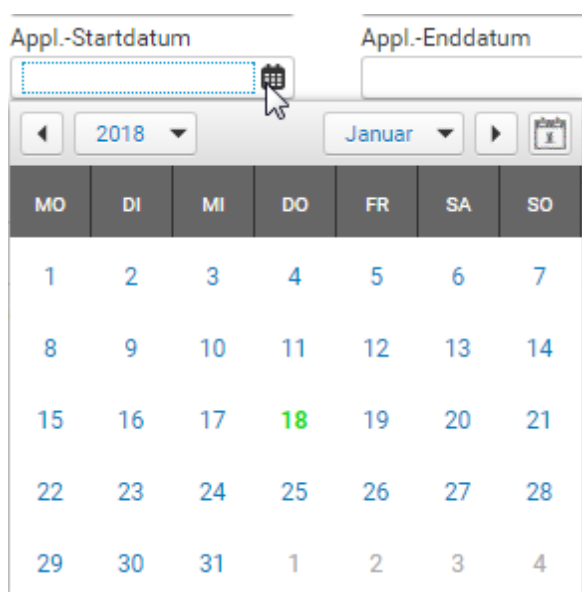 Appl.-Startdatum Appl.-Enddatum
2018 Januar
MO DI MI DO FR SA SO
1 2 3 4 5 6 7
8 9 10 11 12 13 14
15 16 17 18 19 20 21
22 23 24 25 26 27 28
29 30 31 1 2 3 4